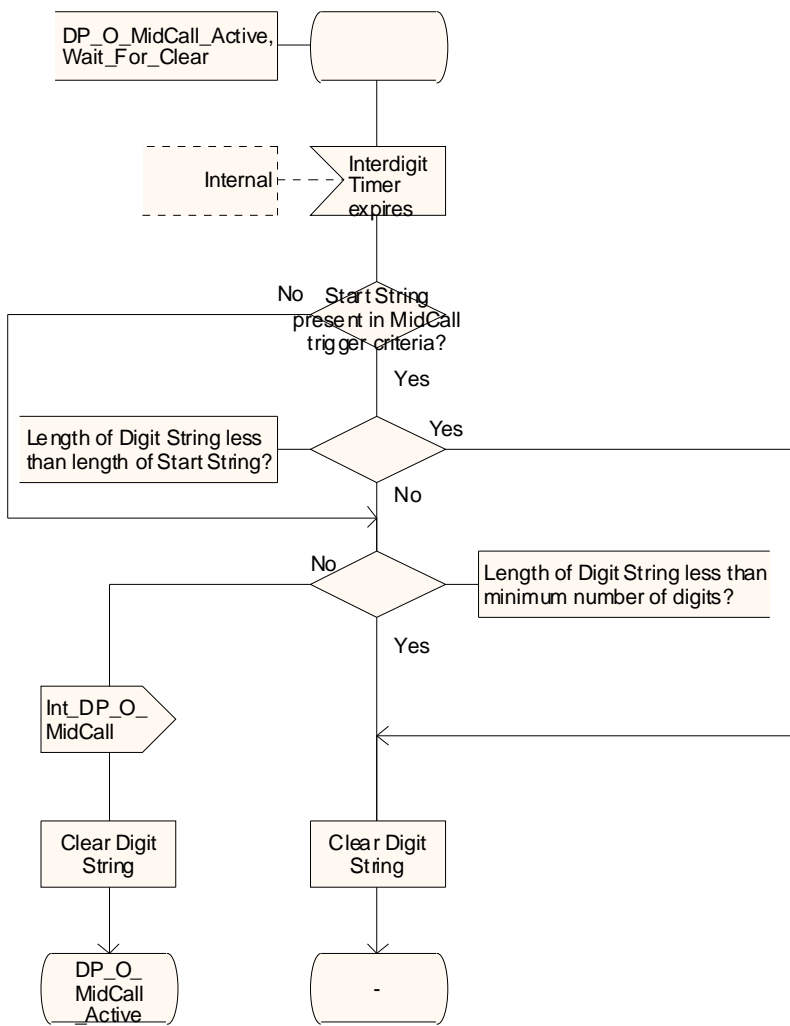 DP_O_MidCall_Active,
Wait_For_Clear
Internal
Interdigit
Timer
expires
No
Start String
present in MidCall
trigger criteria?
Yes
Length of Digit String less
than length of Start String?
Yes
No
No
Length of Digit String less than
minimum number of digits?
Yes
Int_DP_O_
MidCall
Clear Digit
String
Clear Digit
String
DP_O_
MidCall
_Active
-